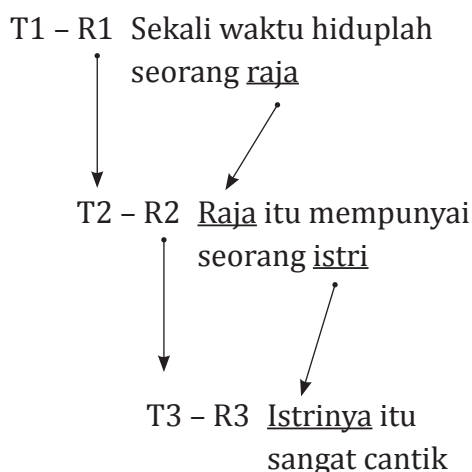 T1 – R1 Sekali waktu hiduplah
seorang raja
T2 – R2 Raja itu mempunyai
seorang istri
T3 – R3 Istrinya itu
sangat cantik